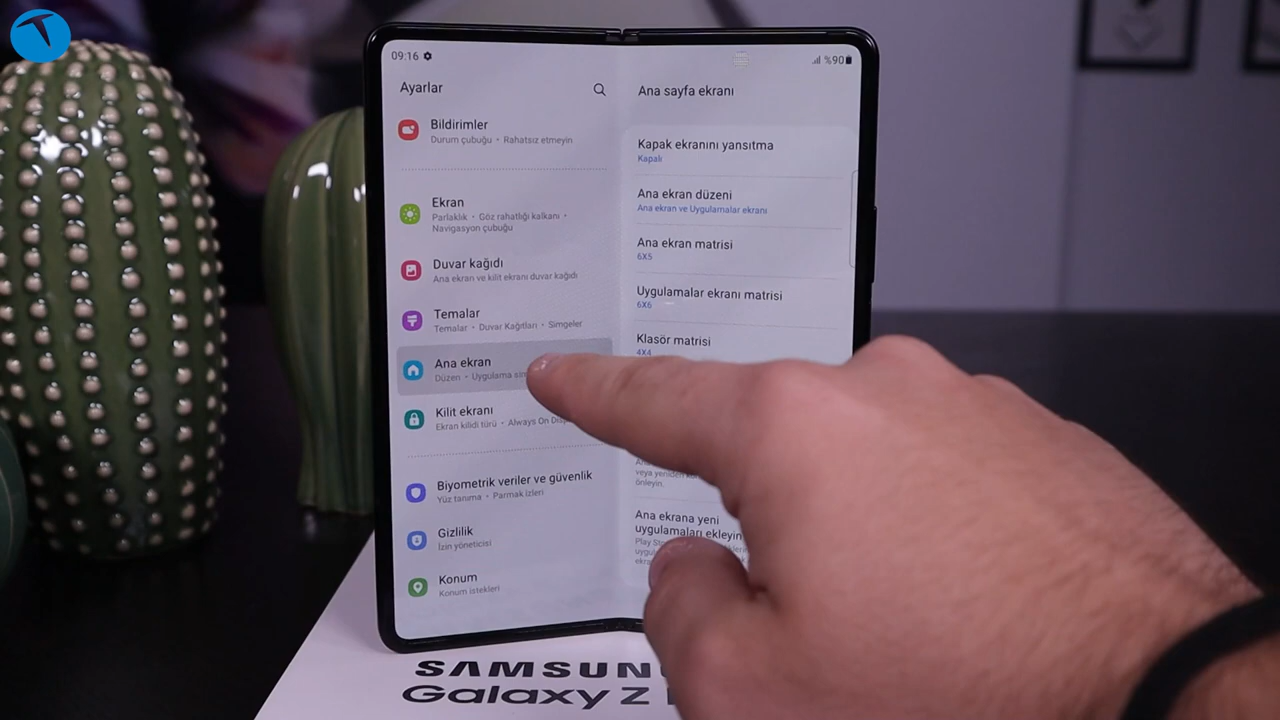 09:16
%90
Ayarlar
Bildirimler
Durum çubuğu • Rahatsız etmeyin
Ekran
Parlaklık • Göz rahatlığı kalkanı •
Navigasyon çubuğu
Duvar kağıdı
Ana ekran ve kilit ekranı duvar kağıdı
Temalar
Temalar • Duvar Kağıtları • Simgeler
Ana ekran
Düzen • Uygulama
Kilit ekranı
Ekran kilidi türü • Always On
Biyometrik veriler ve güvenlik
Yüz tanıma • Parmak İzleri
Gizlilik
İzin yöneticisi
Konum
Konum istekleri
Ana sayfa ekranı
Kapak ekranını yansıtma
Kapalı
Ana ekran düzeni
Ana ekran ve Uygulamalar ekranı
Ana ekran matrisi
6X5
Uygulamalar ekranı matrisi
6X6
Klasör matrisi
4X4
veya yeniden
önleyin.
Ana ekrana yeni
uygulamaları ekleyin
Play
SAMSUN
Galaxy Z